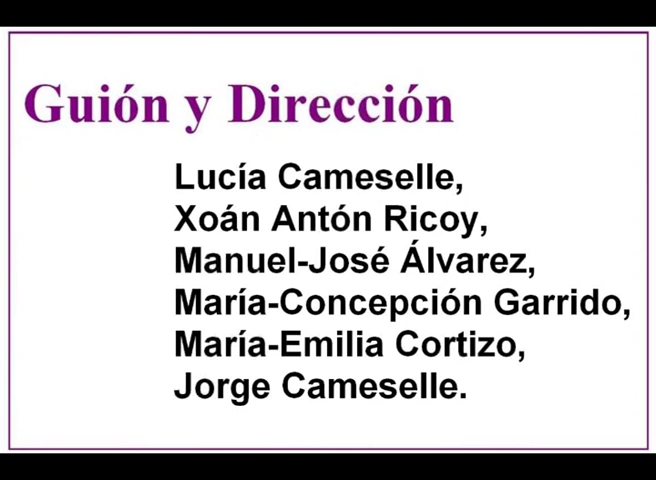 Guión y Dirección
Lucía Cameselle,
Xoán Antón Ricoy,
Manuel-José Álvarez,
María-Concepción Garrido,
María-Emilia Cortizo,
Jorge Cameselle.